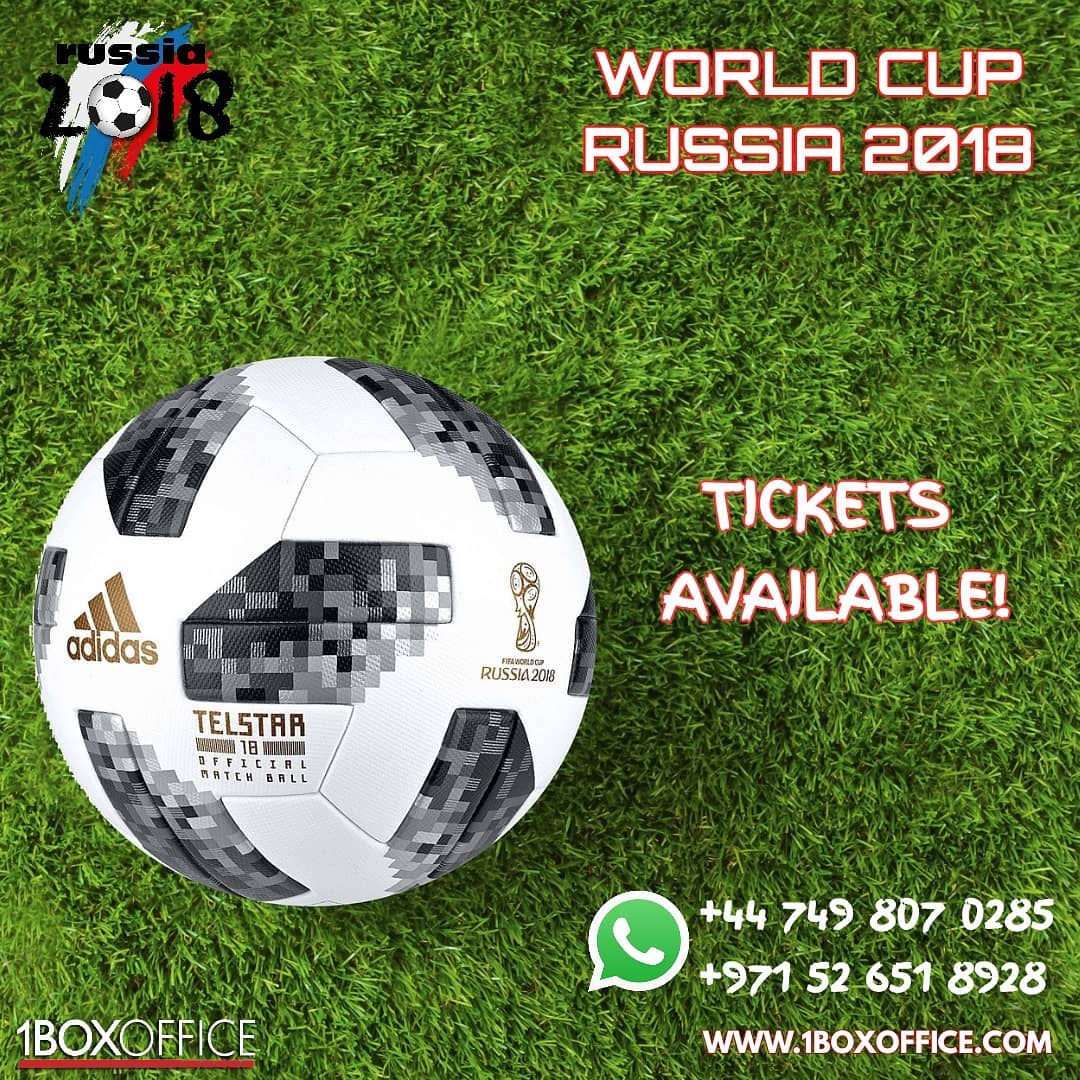 russia
2018
WORLD CUP
RUSSIA 2018
TICKETS
AVAILABLE!
adidas
FIFA WORLD CUP
RUSSIA 2018
TELSTAR
18
OFFICIAL
MATCH BALL
+44 749 807 0285
+971 52 651 8928
1BOXOFFICE
WWW.1BOXOFFICE.COM